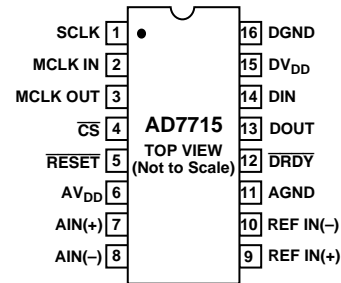 SCLK 1 16 DGND
MCLK IN 2 15 DVDD
MCLK OUT 3 14 DIN
CS 4 AD7715 13 DOUT
TOP VIEW
RESET 5 12 DRDY
(Not to Scale)
AVDD 6 11 AGND
AIN(+) 7 10 REF IN(–)
AIN(–) 8 9 REF IN(+)